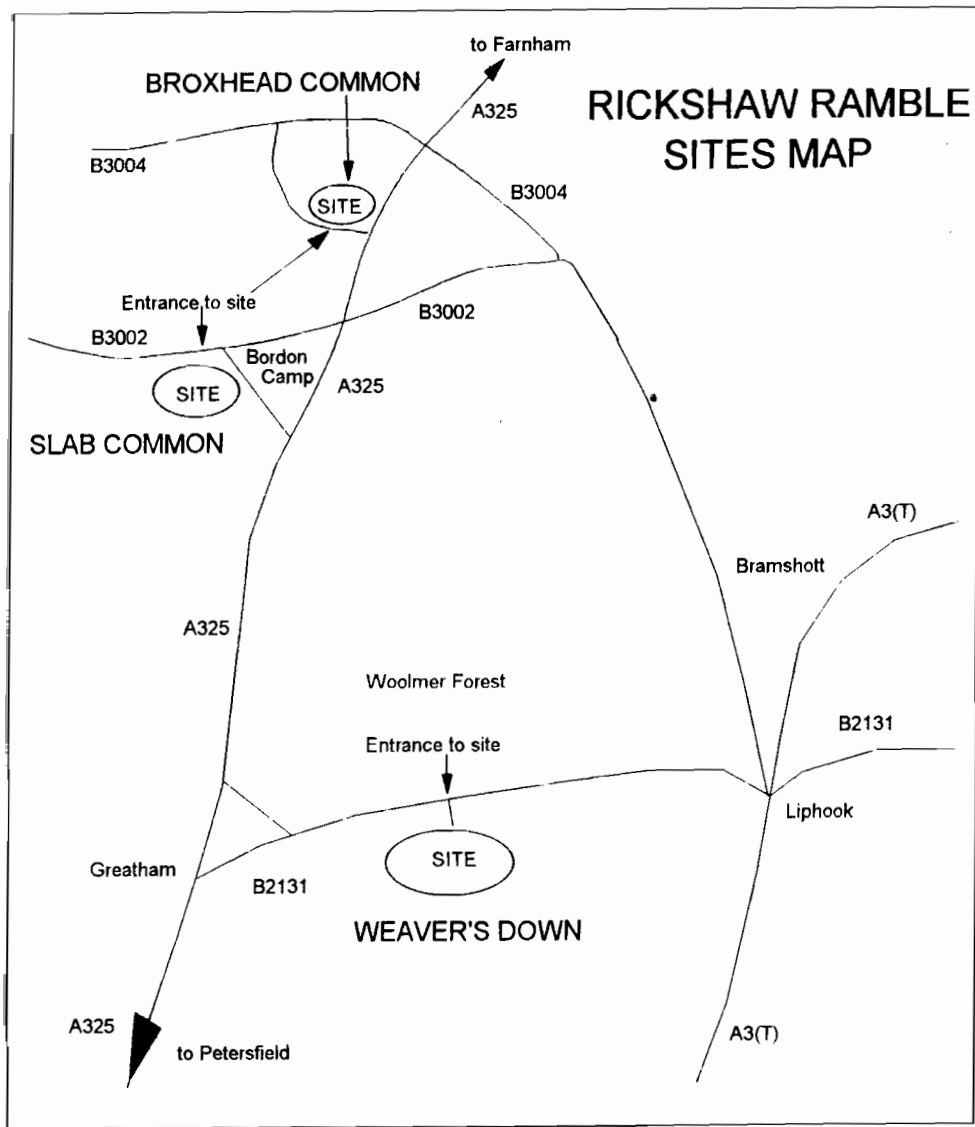 to Farnham
BROXHEAD COMMON
A325
RICKSHAW RAMBLE
SITES MAP
B3004
B3004
SITE
Entrance to site
B3002
B3002
Bordon
Camp
A325
SITE
SLAB COMMON
A3(T)
Bramshott
A325
Woolmer Forest
B2131
Entrance to site
Liphook
SITE
Greatham
B2131
WEAVER'S DOWN
A325
to Petersfield
A3(T)